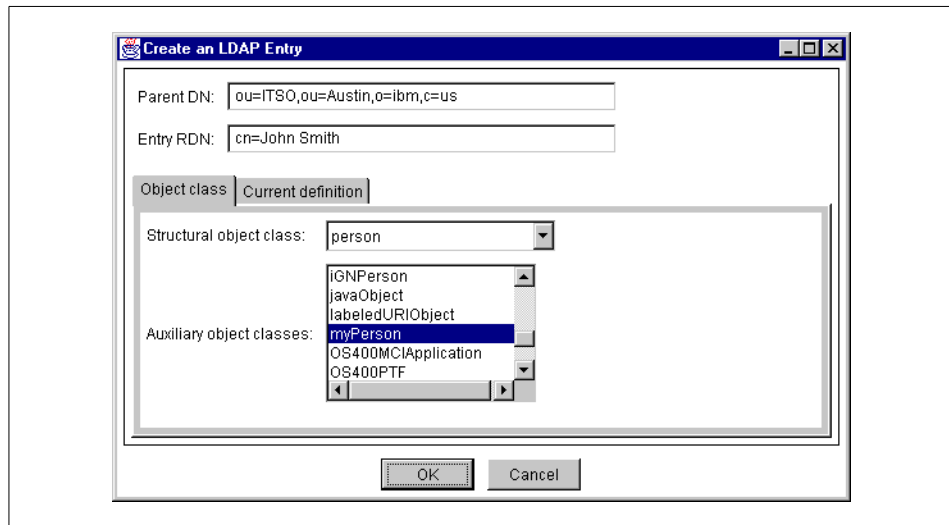 Create an LDAP Entry
Parent DN: ou=ITSO,ou=Austin,o=ibm,c=us
Entry RDN: cn=John Smith
Object class Current definition
Structural object class: person
iGNPerson
javaObject
labeledURIObject
Auxiliary object classes: myPerson
OS400MCIApplication
OS400PTF
OK Cancel